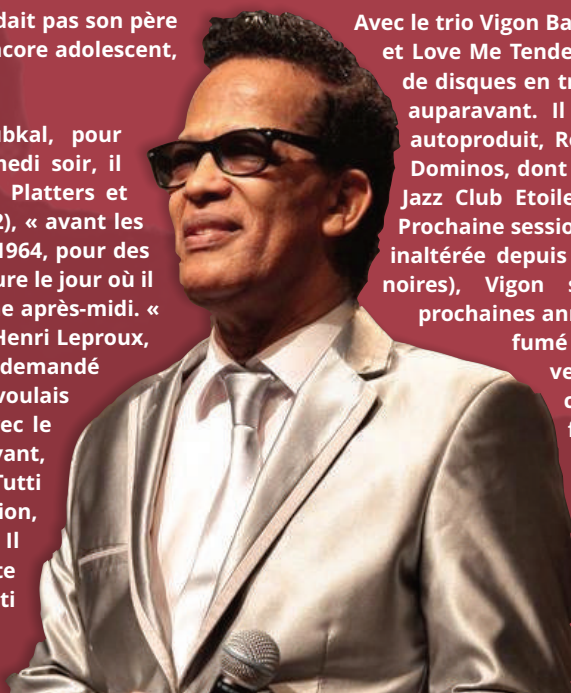 dait pas son père
core adolescent,
bkal, pour
medi soir, il
Platters et
2), « avant les
1964, pour des
ure le jour où il
e après-midi. «
Henri Leproux,
demandé
voulais
ec le
vant,
Tutti
ion,
Il
te
ti
Avec le trio Vigon Ba
et Love Me Tende
de disques en tr
auparavant. Il
autoproduit, R
Dominos, dont
Jazz Club Etoile
Prochaine sessio
inaltérée depuis
noires), Vigon s
prochaines ann
fumé
ve